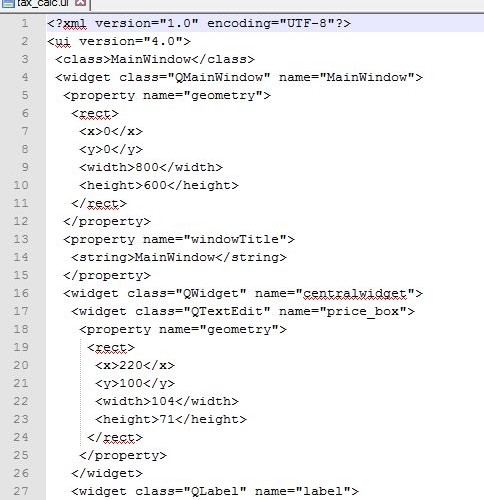 tax_calc.ui
1 <?xml version="1.0" encoding="UTF-8"?>
2 <ui version="4.0">
3 <class>MainWindow</class>
4 <widget class="QMainWindow" name="MainWindow">
5 <property name="geometry">
6 <rect>
7 <x>0</x>
8 <y>0</y>
9 <width>800</width>
10 <height>600</height>
11 </rect>
12 </property>
13 <property name="windowTitle">
14 <string>MainWindow</string>
15 </property>
16 <widget class="QWidget" name="centralwidget">
17 <widget class="QTextEdit" name="price_box">
18 <property name="geometry">
19 <rect>
20 <x>220</x>
21 <y>100</y>
22 <width>104</width>
23 <height>71</height>
24 </rect>
25 </property>
26 </widget>
27 <widget class="QLabel" name="label">